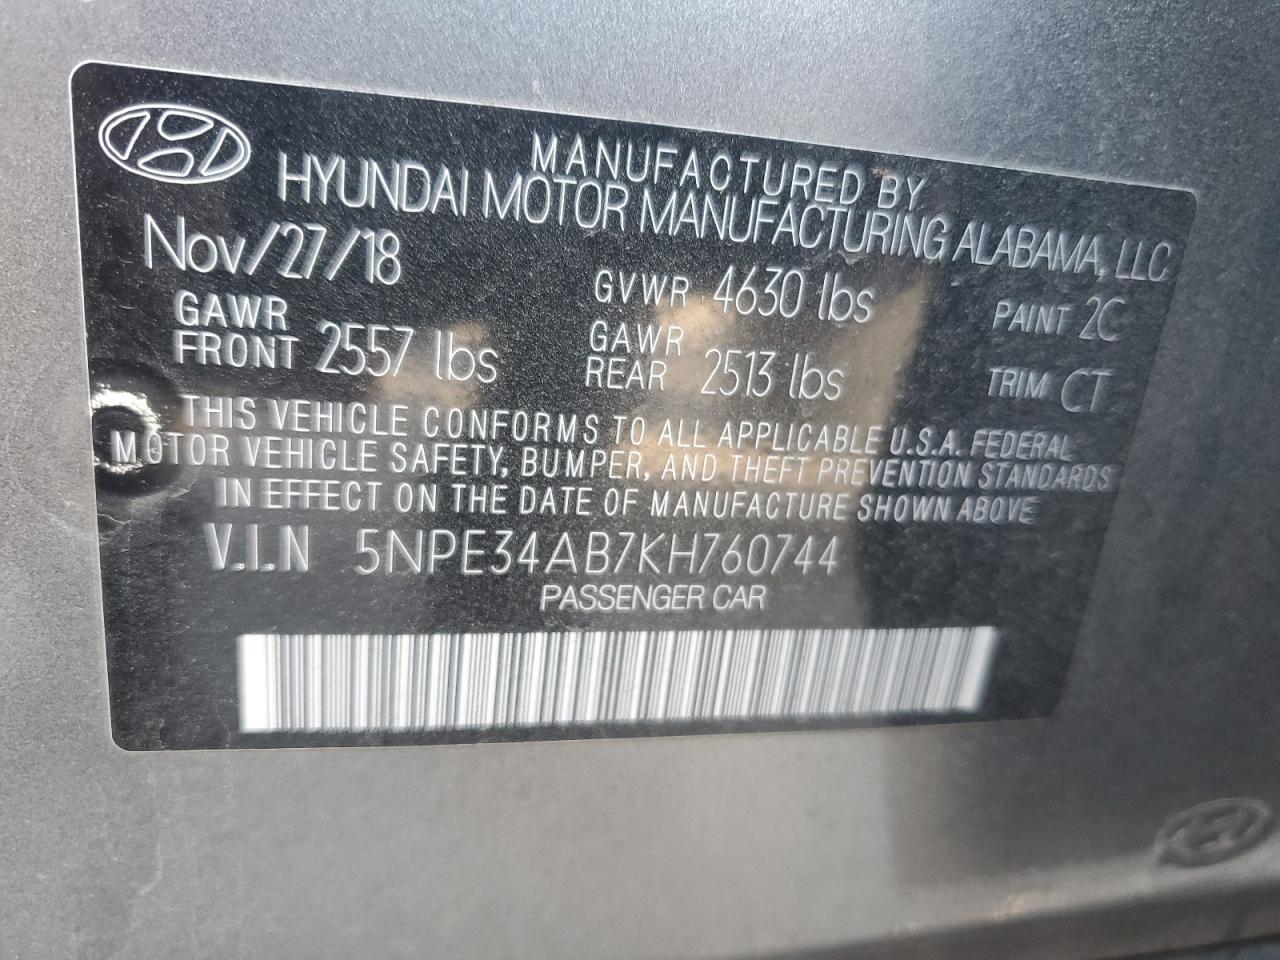 MANUFACTURED BY
HYUNDAI MOTOR MANUFACTURING ALABAMA, LLC
Nov/27/18 GVWR 4630 lbs PAINT 2C
GAWR FRONT 2557 lbs GAWR REAR 2513 lbs TRIM CT
THIS VEHICLE CONFORMS TO ALL APPLICABLE U.S.A. FEDERAL
MOTOR VEHICLE SAFETY, BUMPER, AND THEFT PREVENTION STANDARDS
IN EFFECT ON THE DATE OF MANUFACTURE SHOWN ABOVE
V.I.N 5NPE34AB7KH760744
PASSENGER CAR